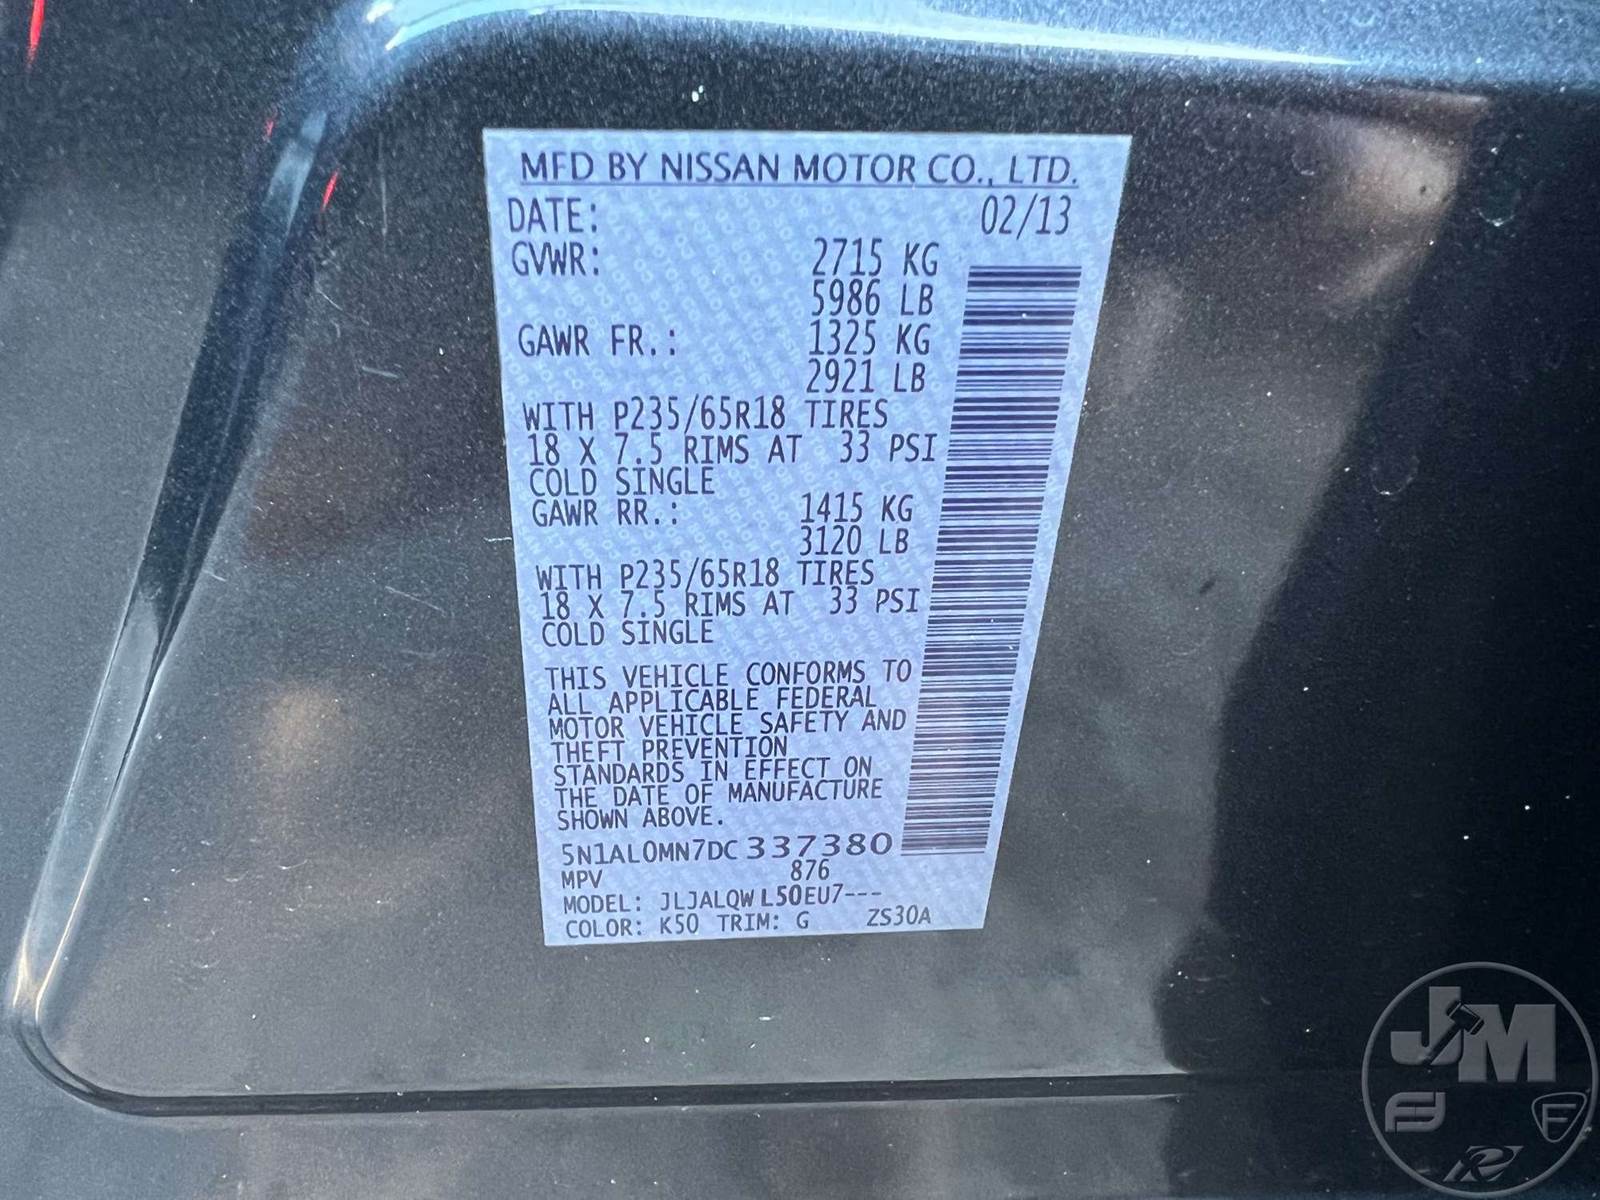 MFD BY NISSAN MOTOR CO., LTD.
DATE: 02/13
GVWR: 2715 KG
5986 LB
GAWR FR.: 1325 KG
2921 LB
WITH P235/65R18 TIRES
18 X 7.5 RIMS AT 33 PSI
COLD SINGLE
GAWR RR.: 1415 KG
3120 LB
WITH P235/65R18 TIRES
18 X 7.5 RIMS AT 33 PSI
COLD SINGLE
THIS VEHICLE CONFORMS TO
ALL APPLICABLE FEDERAL
MOTOR VEHICLE SAFETY AND
THEFT PREVENTION
STANDARDS IN EFFECT ON
THE DATE OF MANUFACTURE
SHOWN ABOVE.
5N1AL0MN7DC337380
MPV 876
MODEL: JLJALQWL50EU7---
COLOR: K50 TRIM: G ZS30A
JM
F